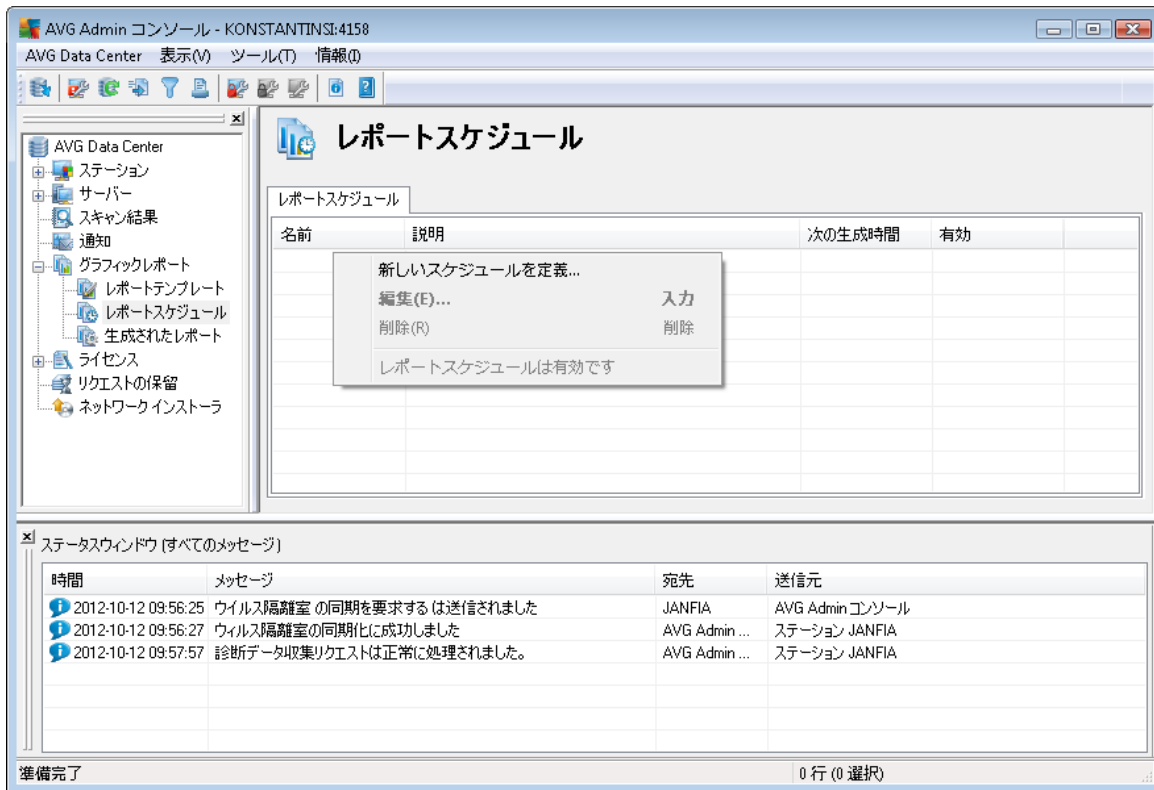 AVG Admin コンソール - KONSTANTINSI:4158
AVG Data Center 表示(V) ツール(T) 情報(I)
AVG Data Center
ステーション
サーバー
スキャン結果
通知
グラフィックレポート
レポートテンプレート
レポートスケジュール
生成されたレポート
ライセンス
リクエストの保留
ネットワークインストーラ
レポートスケジュール
レポートスケジュール
名前 説明 次の生成時間 有効
新しいスケジュールを定義...
編集(E)... 入力
削除(R) 削除
レポートスケジュールは有効です
ステータスウィンドウ (すべてのメッセージ)
時間 メッセージ 宛先 送信元
2012-10-12 09:56:25 ウイルス隔離室 の同期を要求する は送信されました JANFIA AVG Admin コンソール
2012-10-12 09:56:27 ウィルス隔離室の同期化に成功しました AVG Admin ... ステーション JANFIA
2012-10-12 09:57:57 診断データ収集リクエストは正常に処理されました。 AVG Admin ... ステーション JANFIA
準備完了 0 行 (0 選択)